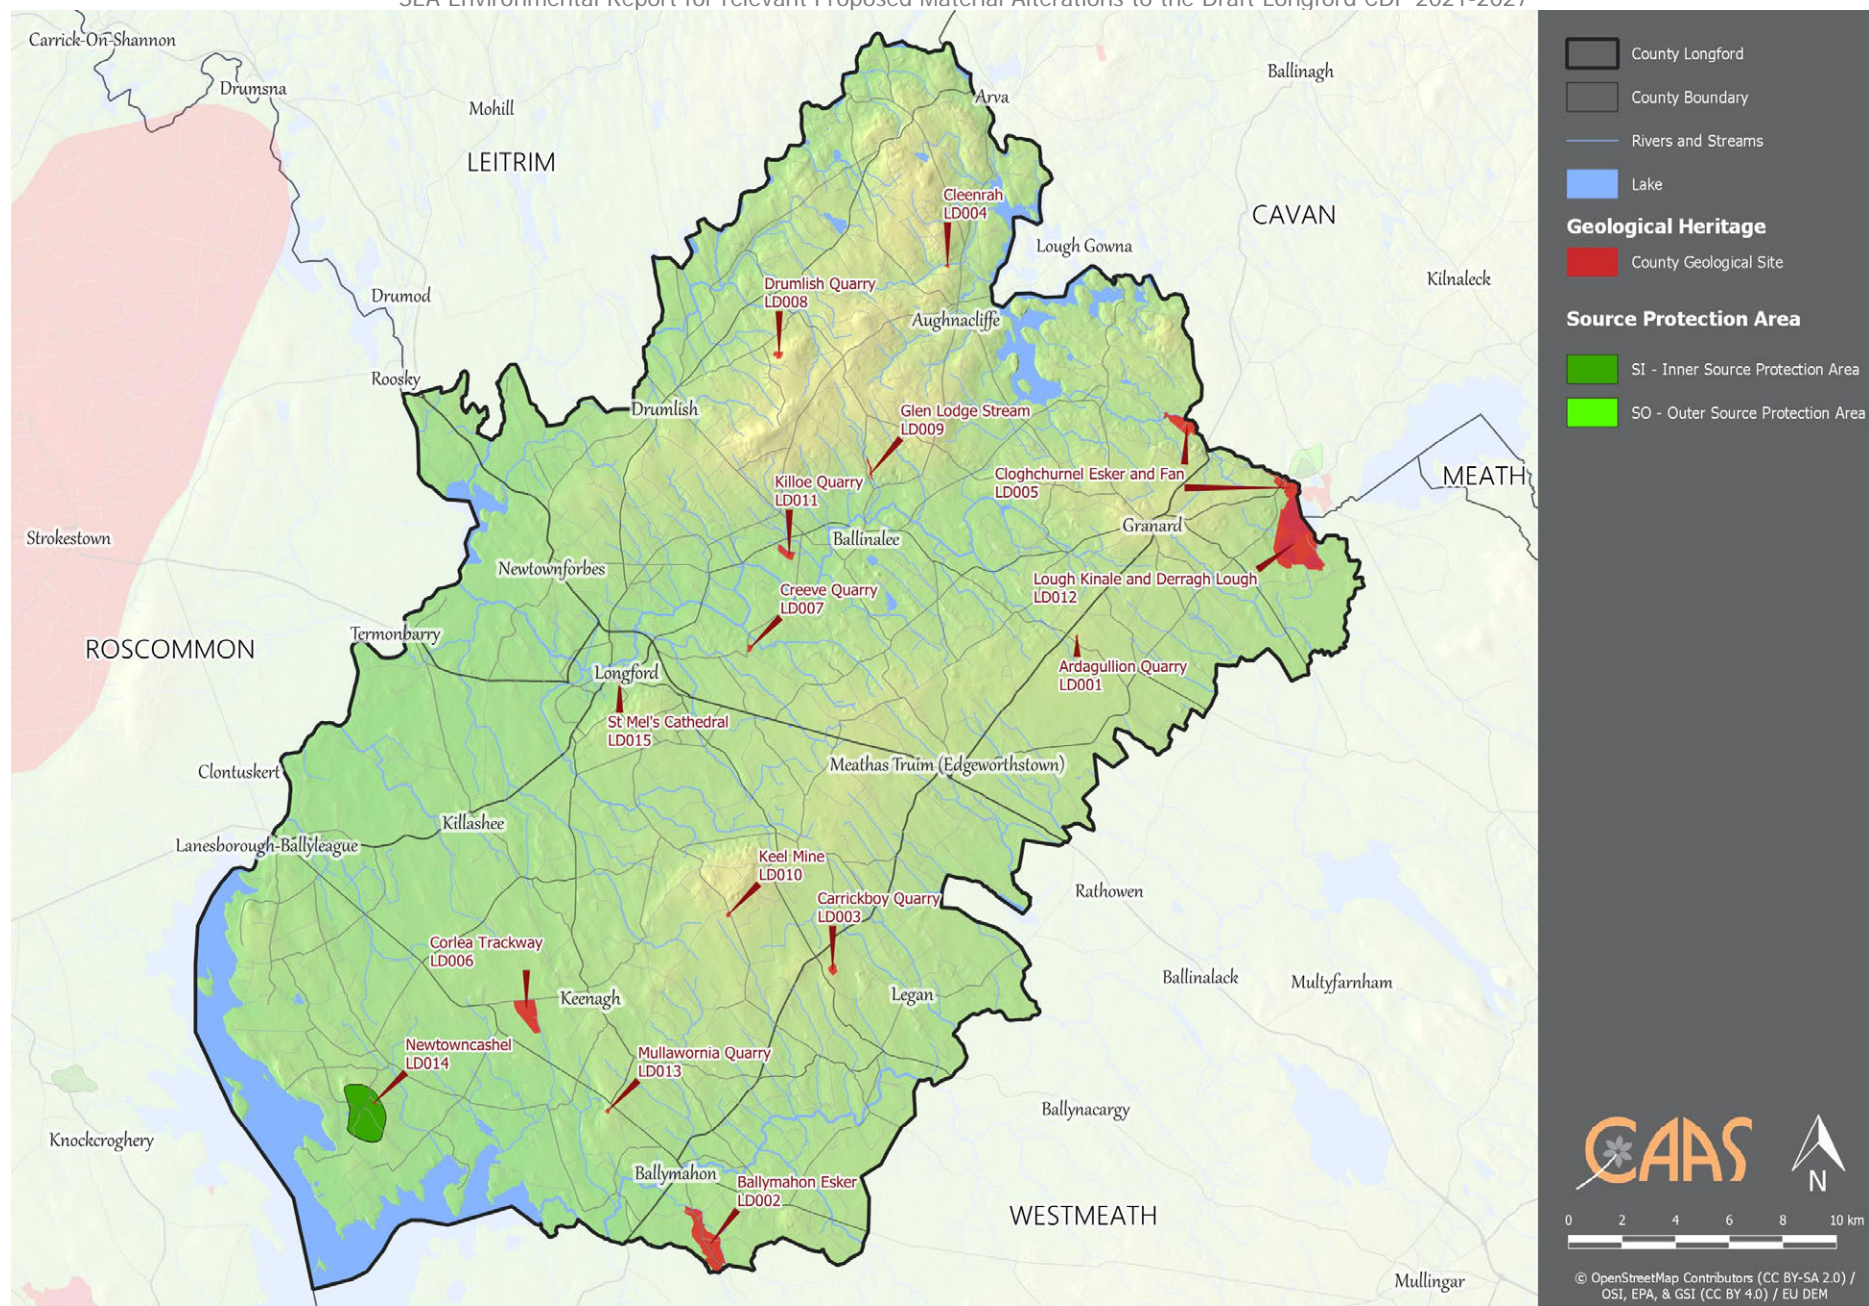 SEA Environmental Report for relevant Proposed Material Alterations to the Draft Longford CDP 2021-2027
Carrick-On-Shannon
Drumsna
Mohill
LEITRIM
Arva
Ballinagh
CAVAN
Cleenrah
LD004
Lough Gowna
Kilnaleck
Drumod
Drumlish Quarry
LD008
Aughnacliffe
Roosky
Drumlish
Glen Lodge Stream
LD009
Cloghchurnel Esker and Fan
LD005
MEATH
Killoe Quarry
LD011
Granard
Strokestown
Ballinalee
Newtownforbes
Lough Kinale and Derragh Lough
LD012
Creeve Quarry
LD007
Termonbarry
ROSCOMMON
Longford
Ardagullion Quarry
LD001
St Mel's Cathedral
LD015
Clontuskert
Meathas Truim (Edgeworthstown)
Killashee
Lanesborough-Ballyleague
Keel Mine
LD010
Rathowen
Carrickboy Quarry
LD003
Corlea Trackway
LD006
Keenagh
Legan
Ballinalack
Multyfarnham
Newtowncashel
LD014
Mullawornia Quarry
LD013
Ballynacargy
Knockcroghery
Ballymahon
Ballymahon Esker
LD002
WESTMEATH
Mullingar
County Longford
County Boundary
Rivers and Streams
Lake
Geological Heritage
County Geological Site
Source Protection Area
SI - Inner Source Protection Area
SO - Outer Source Protection Area
CAAS
N
0 2 4 6 8 10 km
© OpenStreetMap Contributors (CC BY-SA 2.0) /
OSI, EPA, & GSI (CC BY 4.0) / EU DEM